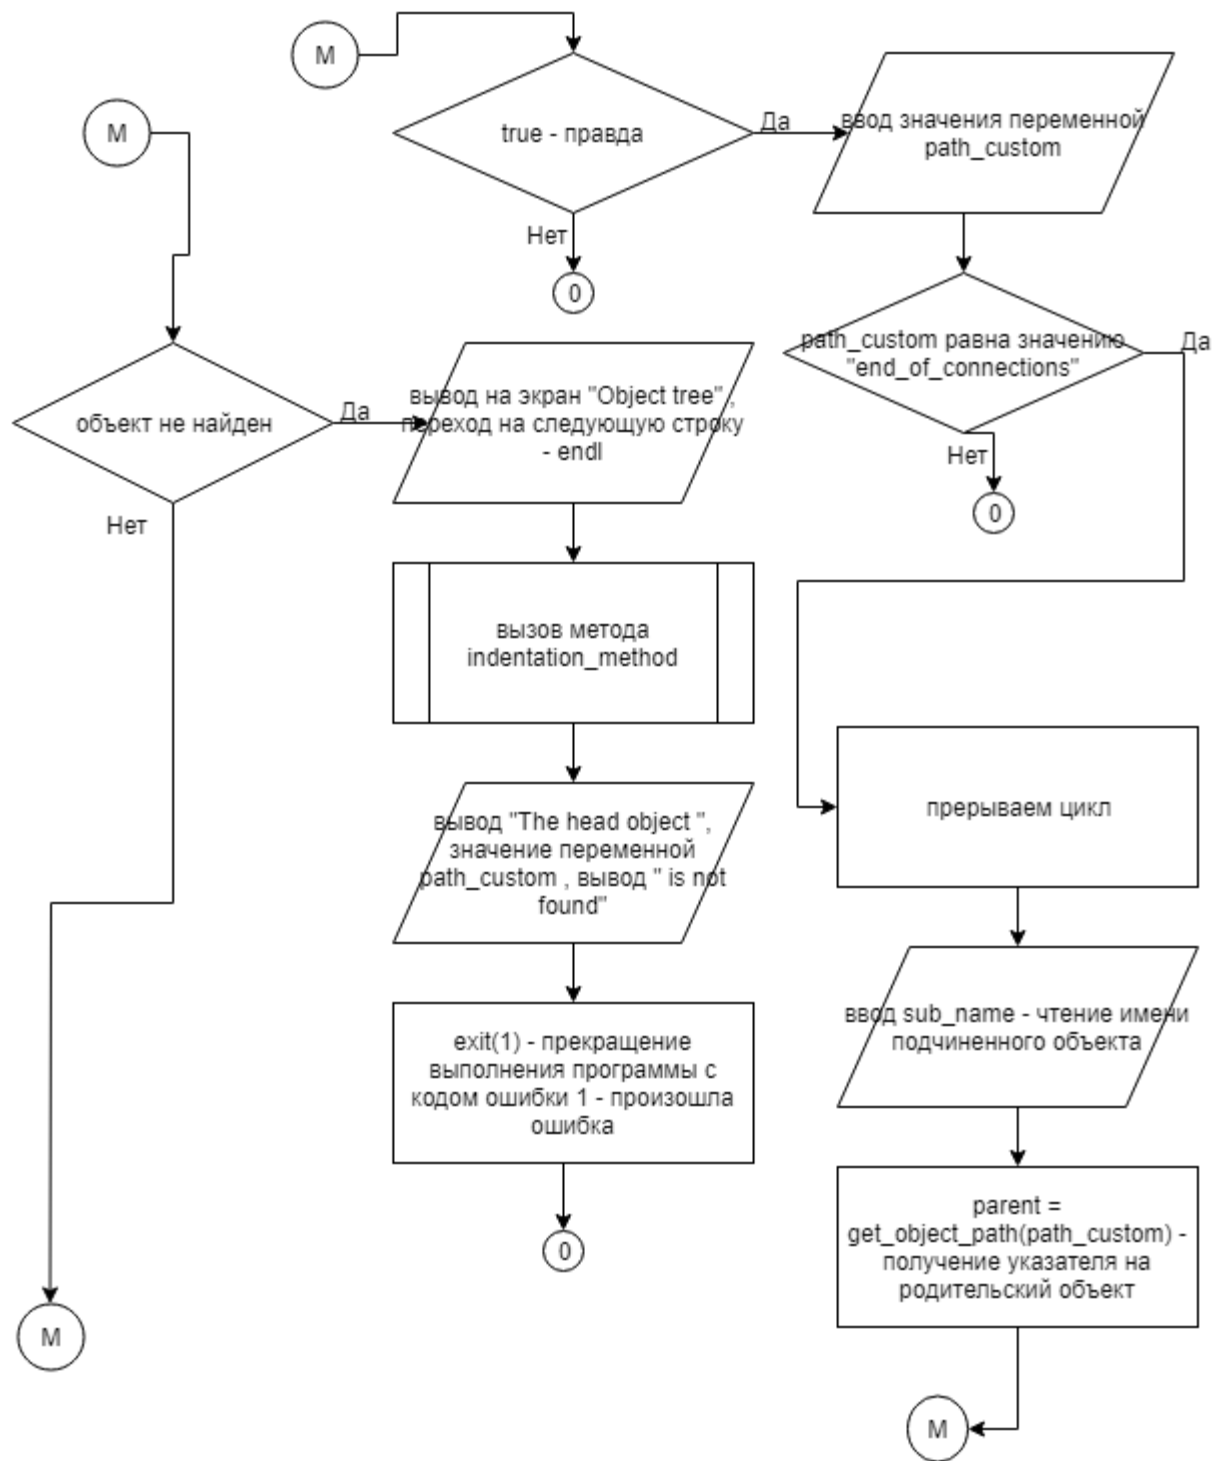 М
М
true - правда
Да
ввод значения переменной
path_custom
Нет
0
path_custom равна значению
"end_of_connections"
Да
Нет
0
объект не найден
Да
Нет
вывод на экран "Object tree" ,
переход на следующую строку
- endl
вызов метода
indentation_method
вывод "The head object ",
значение переменной
path_custom , вывод " is not
found"
exit(1) - прекращение
выполнения программы с
кодом ошибки 1 - произошла
ошибка
0
М
прерываем цикл
ввод sub_name - чтение имени
подчиненного объекта
parent =
get_object_path(path_custom) -
получение указателя на
родительский объект
М